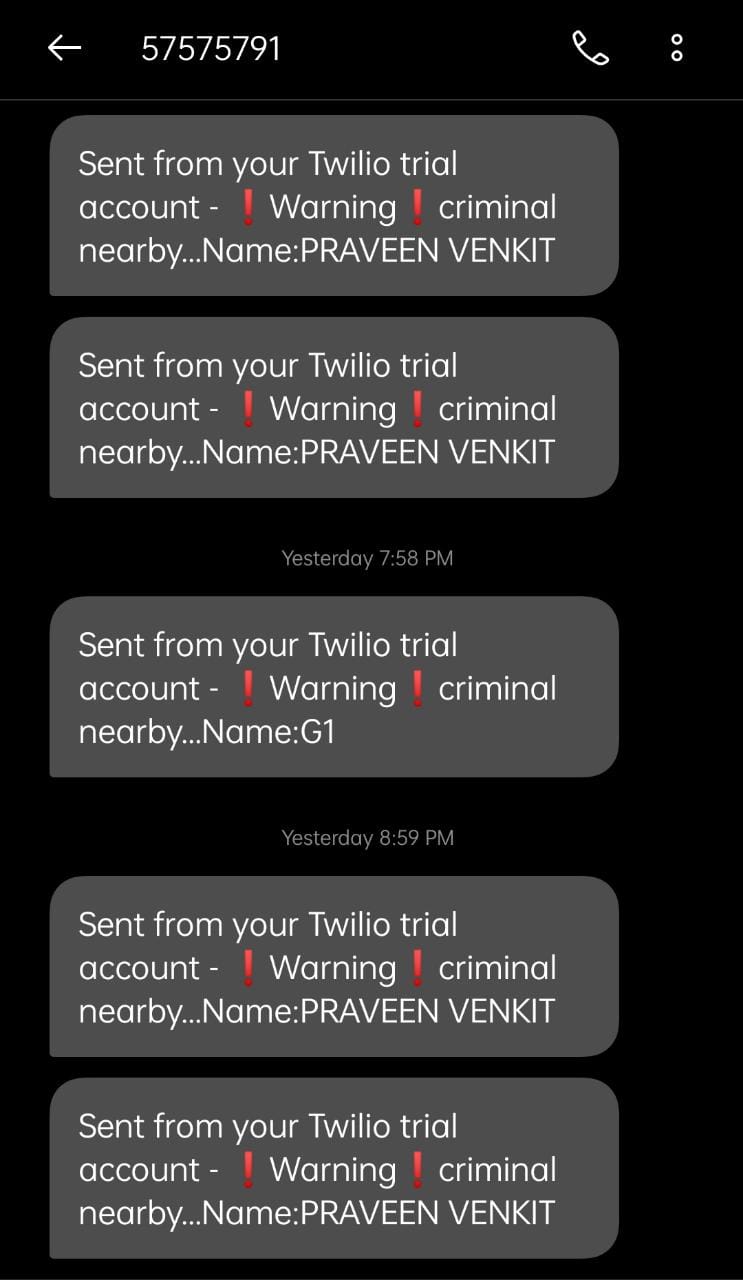 57575791
Sent from your Twilio trial
account - ❗Warning❗criminal
nearby...Name:PRAVEEN VENKIT
Sent from your Twilio trial
account - ❗Warning❗criminal
nearby...Name:PRAVEEN VENKIT
Yesterday 7:58 PM
Sent from your Twilio trial
account - ❗Warning❗criminal
nearby...Name:G1
Yesterday 8:59 PM
Sent from your Twilio trial
account - ❗Warning❗criminal
nearby...Name:PRAVEEN VENKIT
Sent from your Twilio trial
account - ❗Warning❗criminal
nearby...Name:PRAVEEN VENKIT